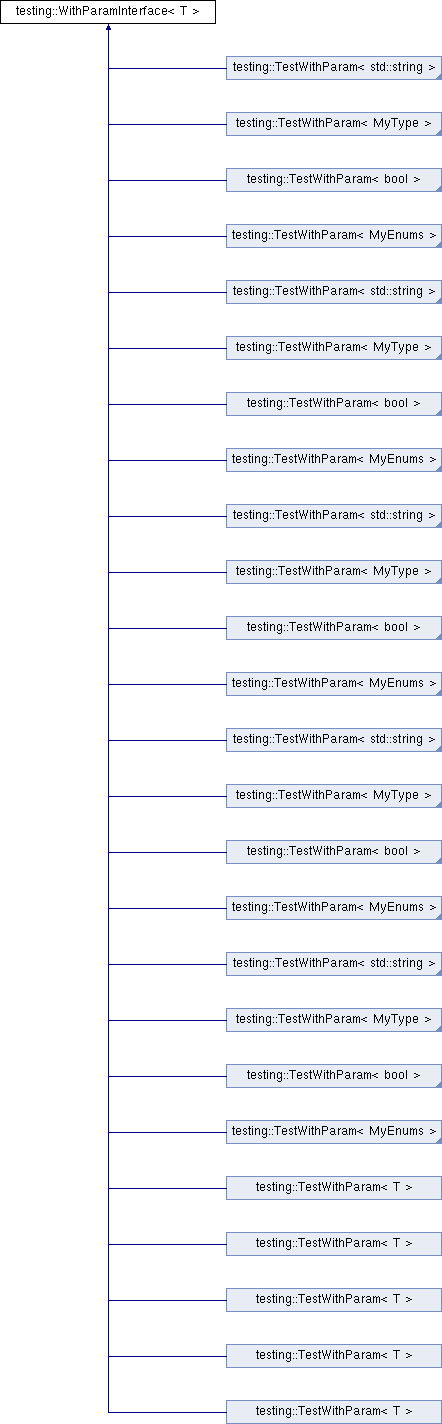 testing::WithParamInterface< T >
testing::TestWithParam< std::string >
testing::TestWithParam< MyType >
testing::TestWithParam< bool >
testing::TestWithParam< MyEnums >
testing::TestWithParam< std::string >
testing::TestWithParam< MyType >
testing::TestWithParam< bool >
testing::TestWithParam< MyEnums >
testing::TestWithParam< std::string >
testing::TestWithParam< MyType >
testing::TestWithParam< bool >
testing::TestWithParam< MyEnums >
testing::TestWithParam< std::string >
testing::TestWithParam< MyType >
testing::TestWithParam< bool >
testing::TestWithParam< MyEnums >
testing::TestWithParam< std::string >
testing::TestWithParam< MyType >
testing::TestWithParam< bool >
testing::TestWithParam< MyEnums >
testing::TestWithParam< T >
testing::TestWithParam< T >
testing::TestWithParam< T >
testing::TestWithParam< T >
testing::TestWithParam< T >